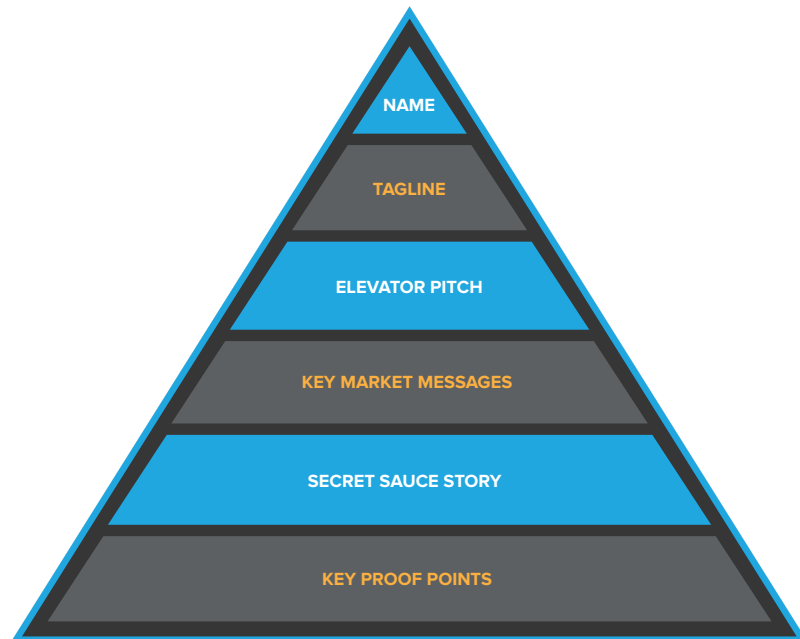 NAME
TAGLINE
ELEVATOR PITCH
KEY MARKET MESSAGES
SECRET SAUCE STORY
KEY PROOF POINTS